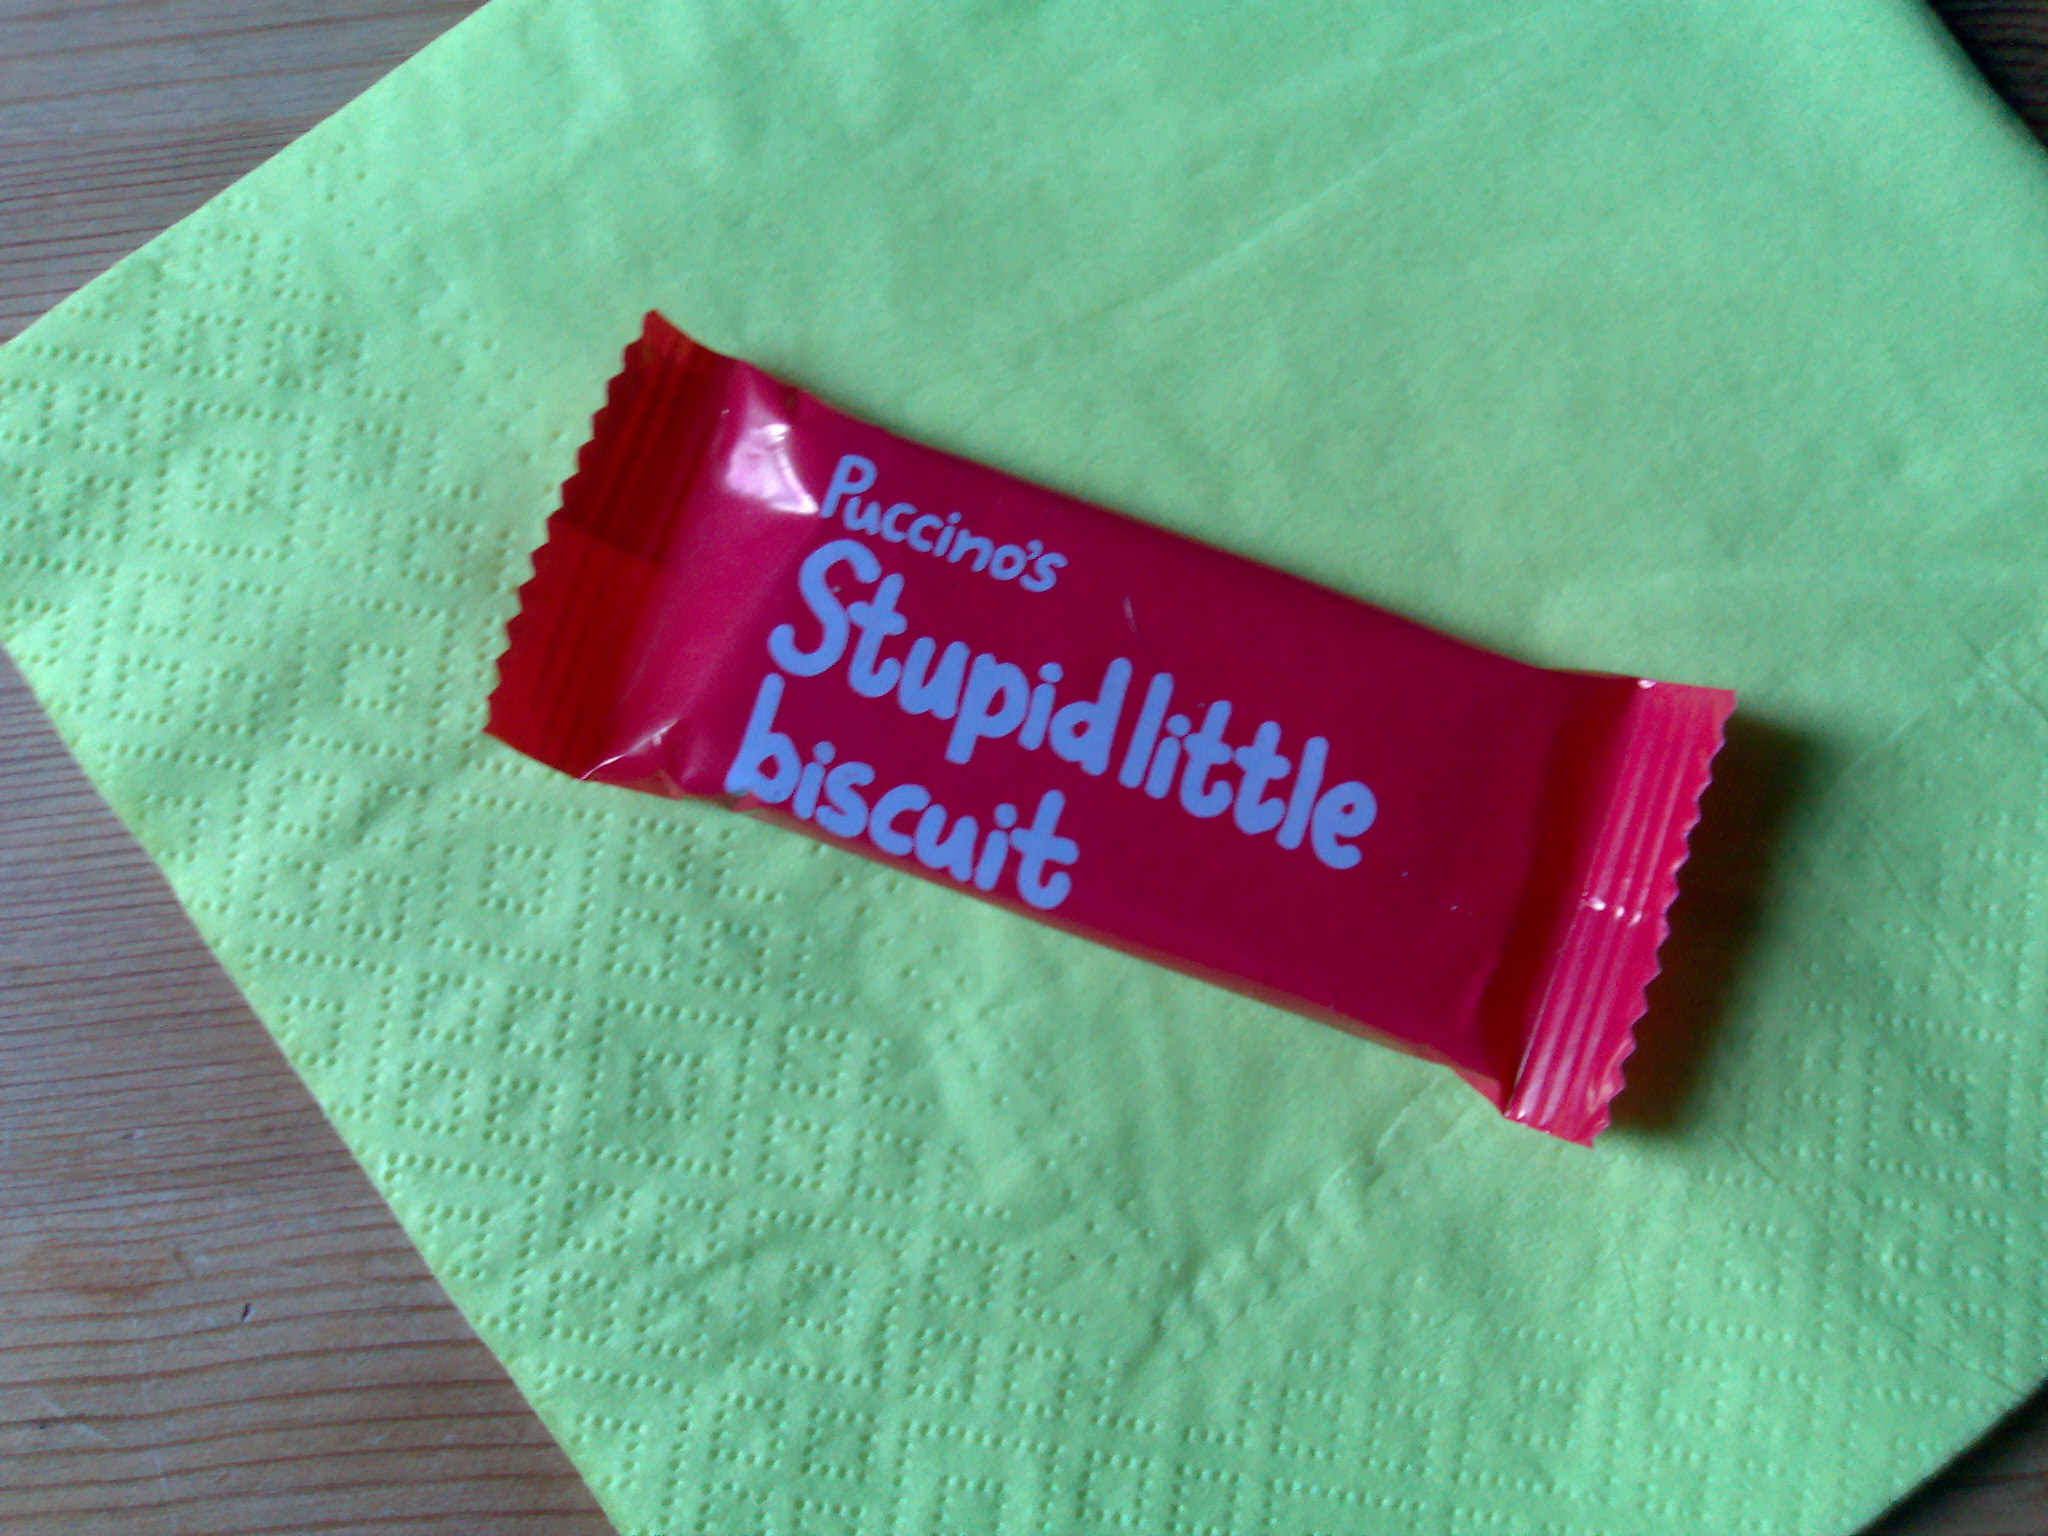 Puccino's
Stupid little
biscuit